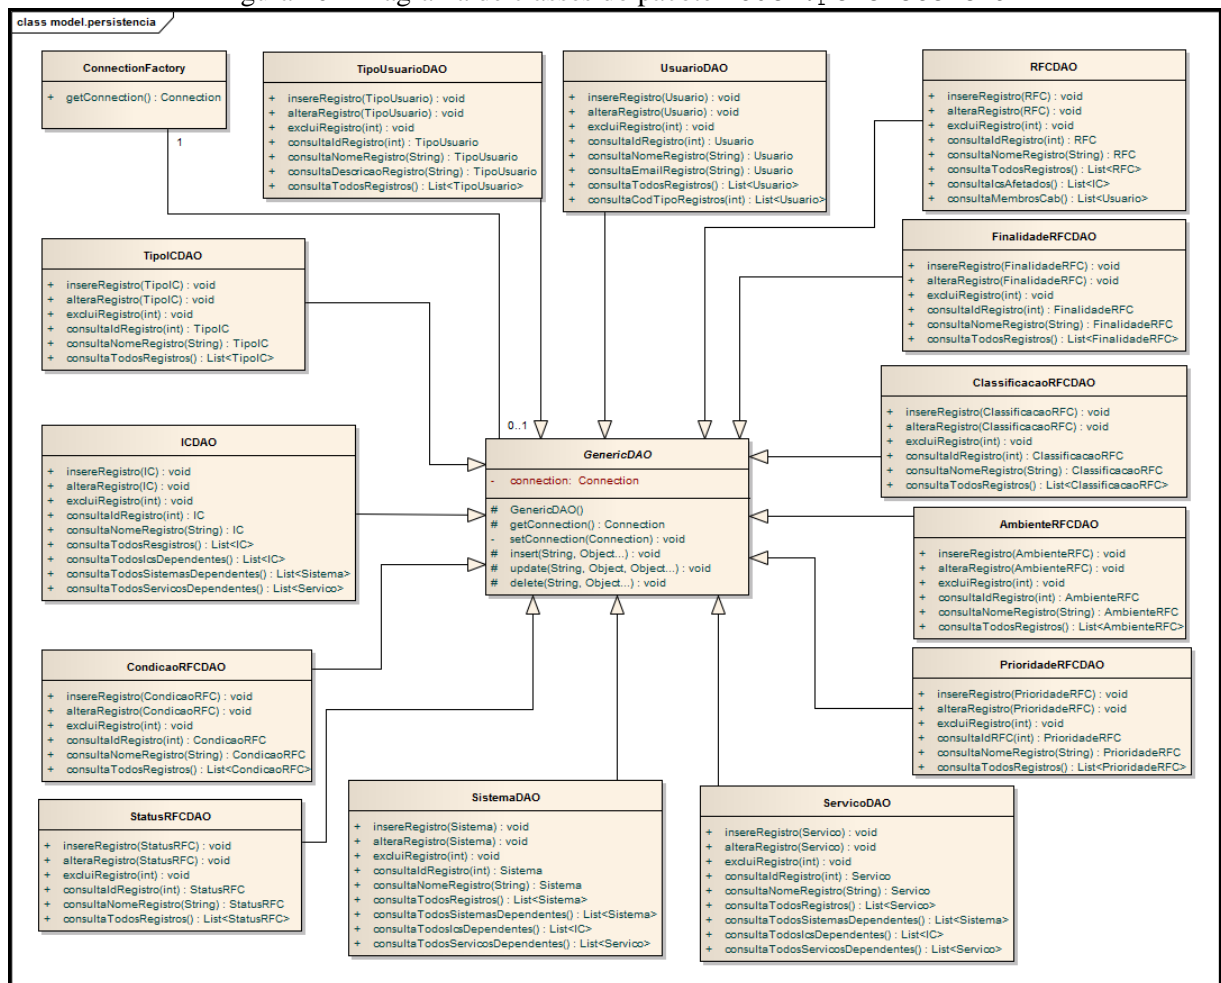 class model.persistencia
ConnectionFactory
+ getConnection() : Connection
1
TipoUsuarioDAO
+ insereRegistro(TipoUsuario) : void
+ alteraRegistro(TipoUsuario) : void
+ excluiRegistro(int) : void
+ consultaIdRegistro(int) : TipoUsuario
+ consultaNomeRegistro(String) : TipoUsuario
+ consultaDescricaoRegistro(String) : TipoUsuario
+ consultaTodosRegistros() : List<TipoUsuario>
UsuarioDAO
+ insereRegistro(Usuario) : void
+ alteraRegistro(Usuario) : void
+ excluiRegistro(int) : void
+ consultaIdRegistro(int) : Usuario
+ consultaNomeRegistro(String) : Usuario
+ consultaEmailRegistro(String) : Usuario
+ consultaTodosRegistros() : List<Usuario>
+ consultaCodTipoRegistros(int) : List<Usuario>
RFCDAO
+ insereRegistro(RFC) : void
+ alteraRegistro(RFC) : void
+ excluiRegistro(int) : void
+ consultaIdRegistro(int) : RFC
+ consultaNomeRegistro(String) : RFC
+ consultaTodosRegistros() : List<RFC>
+ consultaIcsAfetados() : List<IC>
+ consultaMembrosCab() : List<Usuario>
TipoICDAO
+ insereRegistro(TipoIC) : void
+ alteraRegistro(TipoIC) : void
+ excluiRegistro(int) : void
+ consultaIdRegistro(int) : TipoIC
+ consultaNomeRegistro(String) : TipoIC
+ consultaTodosRegistros() : List<TipoIC>
FinalidadeRFCDAO
+ insereRegistro(FinalidadeRFC) : void
+ alteraRegistro(FinalidadeRFC) : void
+ excluiRegistro(int) : void
+ consultaIdRegistro(int) : FinalidadeRFC
+ consultaNomeRegistro(String) : FinalidadeRFC
+ consultaTodosRegistros() : List<FinalidadeRFC>
ClassificacaoRFCDAO
+ insereRegistro(ClassificacaoRFC) : void
+ alteraRegistro(ClassificacaoRFC) : void
+ excluiRegistro(int) : void
+ consultaIdRegistro(int) : ClassificacaoRFC
+ consultaNomeRegistro(String) : ClassificacaoRFC
+ consultaTodosRegistros() : List<ClassificacaoRFC>
ICDAO
+ insereRegistro(IC) : void
+ alteraRegistro(IC) : void
+ excluiRegistro(int) : void
+ consultaIdRegistro(int) : IC
+ consultaNomeRegistro(String) : IC
+ consultaTodosResgistros() : List<IC>
+ consultaTodosIcsDependentes() : List<IC>
+ consultaTodosSistemasDependentes() : List<Sistema>
+ consultaTodosServicosDependentes() : List<Servico>
0..1
GenericDAO
- connection: Connection
# GenericDAO()
# getConnection() : Connection
- setConnection(Connection) : void
# insert(String, Object...) : void
# update(String, Object, Object...) : void
# delete(String, Object...) : void
AmbienteRFCDAO
+ insereRegistro(AmbienteRFC) : void
+ alteraRegistro(AmbienteRFC) : void
+ excluiRegistro(int) : void
+ consultaIdRegistro(int) : AmbienteRFC
+ consultaNomeRegistro(String) : AmbienteRFC
+ consultaTodosRegistros() : List<AmbienteRFC>
CondicaoRFCDAO
+ insereRegistro(CondicaoRFC) : void
+ alteraRegistro(CondicaoRFC) : void
+ excluiRegistro(int) : void
+ consultaIdRegistro(int) : CondicaoRFC
+ consultaNomeRegistro(String) : CondicaoRFC
+ consultaTodosRegistros() : List<CondicaoRFC>
PrioridadeRFCDAO
+ insereRegistro(PrioridadeRFC) : void
+ alteraRegistro(PrioridadeRFC) : void
+ excluiRegistro(int) : void
+ consultaIdRFC(int) : PrioridadeRFC
+ consultaNomeRegistro(String) : PrioridadeRFC
+ consultaTodosRegistros() : List<PrioridadeRFC>
StatusRFCDAO
+ insereRegistro(StatusRFC) : void
+ alteraRegistro(StatusRFC) : void
+ excluiRegistro(int) : void
+ consultaIdRegistro(int) : StatusRFC
+ consultaNomeRegistro(String) : StatusRFC
+ consultaTodosRegistros() : List<StatusRFC>
SistemaDAO
+ insereRegistro(Sistema) : void
+ alteraRegistro(Sistema) : void
+ excluiRegistro(int) : void
+ consultaIdRegistro(int) : Sistema
+ consultaNomeRegistro(String) : Sistema
+ consultaTodosRegistros() : List<Sistema>
+ consultaTodosSistemasDependentes() : List<Sistema>
+ consultaTodosIcsDependentes() : List<IC>
+ consultaTodosServicosDependentes() : List<Servico>
ServicoDAO
+ insereRegistro(Servico) : void
+ alteraRegistro(Servico) : void
+ excluiRegistro(int) : void
+ consultaIdRegistro(int) : Servico
+ consultaNomeRegistro(String) : Servico
+ consultaTodosRegistros() : List<Servico>
+ consultaTodosSistemasDependentes() : List<Sistema>
+ consultaTodosIcsDependentes() : List<IC>
+ consultaTodosServicosDependentes() : List<Servico>